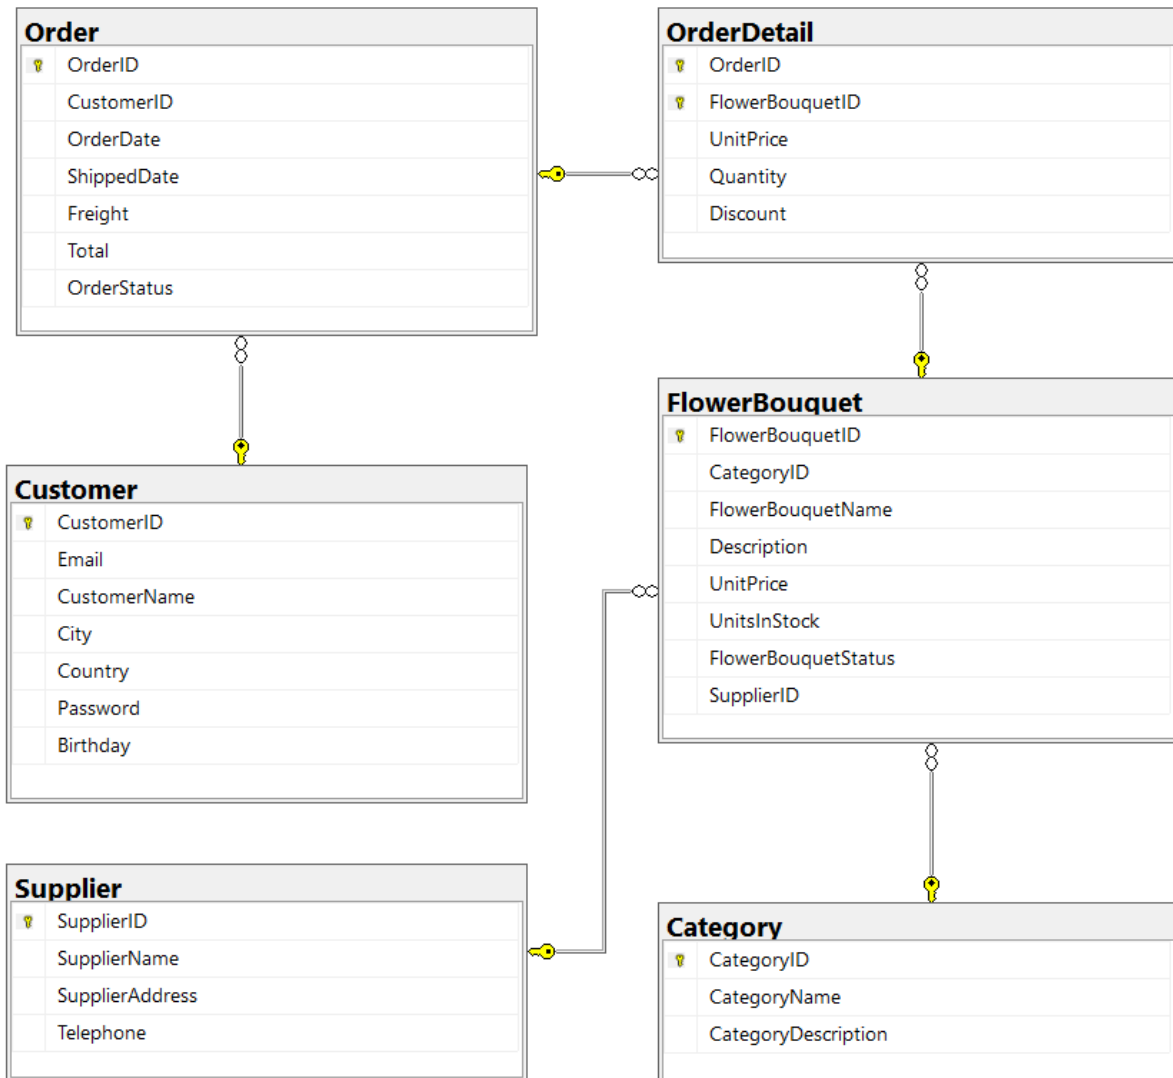 Order
OrderID
CustomerID
OrderDate
ShippedDate
Freight
Total
OrderStatus
OrderDetail
OrderID
FlowerBouquetID
UnitPrice
Quantity
Discount
Customer
CustomerID
Email
CustomerName
City
Country
Password
Birthday
FlowerBouquet
FlowerBouquetID
CategoryID
FlowerBouquetName
Description
UnitPrice
UnitsInStock
FlowerBouquetStatus
SupplierID
Supplier
SupplierID
SupplierName
SupplierAddress
Telephone
Category
CategoryID
CategoryName
CategoryDescription